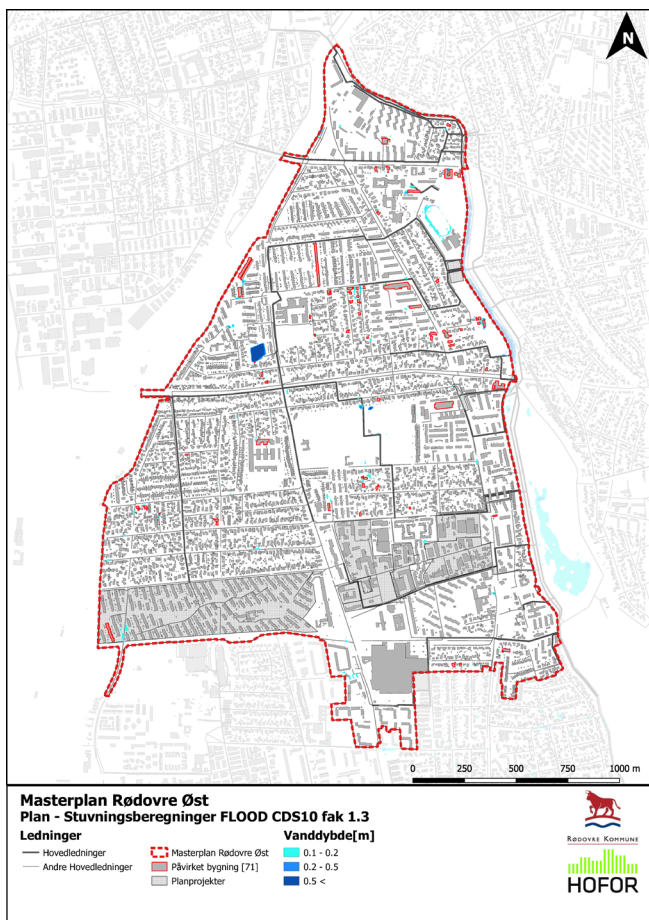 N
0 250 500 750 1000 m
Masterplan Rødovre Øst
Plan - Stuvningsberegninger FLOOD CDS10 fak 1.3
Ledninger
Hovedledninger
Andre Hovedledninger
Masterplan Rødovre Øst
Påvirket bygning [71]
Planprojekter
Vanddybde[m]
0.1 - 0.2
0.2 - 0.5
0.5 <
RØDOVRE KOMMUNE
HOFOR